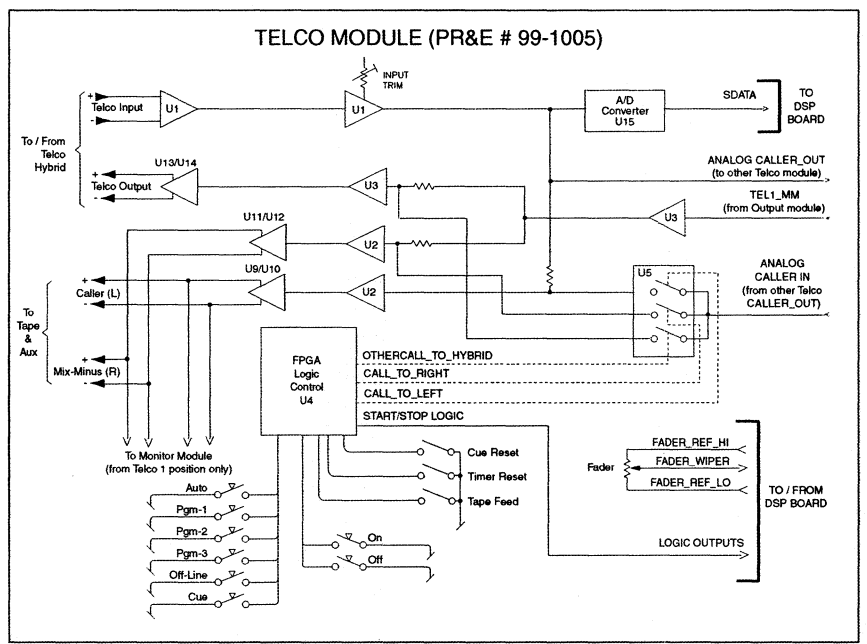 TELCO MODULE (PR&E # 99-1005)
INPUT
TRIM
+
Telco Input
-
U1
U1
A/D
Converter
U15
SDATA
TO
DSP
BOARD
To / From
Telco
Hybrid
U13/U14
+
Telco Output
-
U3
ANALOG CALLER_OUT
(to other Telco module)
TEL1_MM
(from Output module)
U3
U11/U12
U2
U9/U10
U2
U5
ANALOG
CALLER IN
(from other Telco
CALLER_OUT)
To
Tape
&
Aux
+
Caller (L)
-
+
Mix-Minus (R)
-
FPGA
Logic
Control
U4
OTHERCALL_TO_HYBRID
CALL_TO_RIGHT
CALL_TO_LEFT
START/STOP LOGIC
To Monitor Module
(from Telco 1 position only)
Cue Reset
Timer Reset
Tape Feed
Fader
FADER_REF_HI
FADER_WIPER
FADER_REF_LO
TO / FROM
DSP BOARD
LOGIC OUTPUTS
Auto
Pgm-1
Pgm-2
Pgm-3
Off-Line
Cue
On
Off